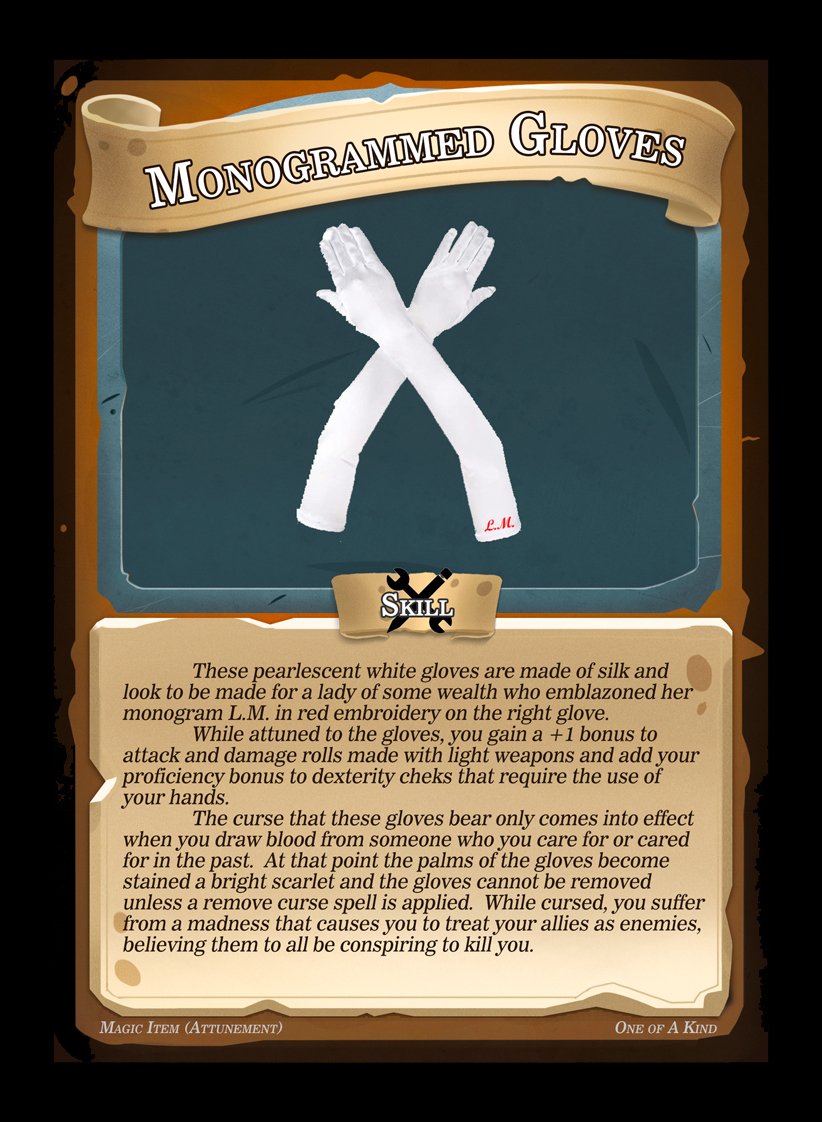 Monogrammed Gloves
L.M.
Skill
These pearlescent white gloves are made of silk and
look to be made for a lady of some wealth who emblazoned her
monogram L.M. in red embroidery on the right glove.
While attuned to the gloves, you gain a +1 bonus to
attack and damage rolls made with light weapons and add your
proficiency bonus to dexterity cheks that require the use of
your hands.
The curse that these gloves bear only comes into effect
when you draw blood from someone who you care for or cared
for in the past.  At that point the palms of the gloves become
stained a bright scarlet and the gloves cannot be removed
unless a remove curse spell is applied.  While cursed, you suffer
from a madness that causes you to treat your allies as enemies,
believing them to all be conspiring to kill you.
Magic Item (Attunement)
One of A Kind